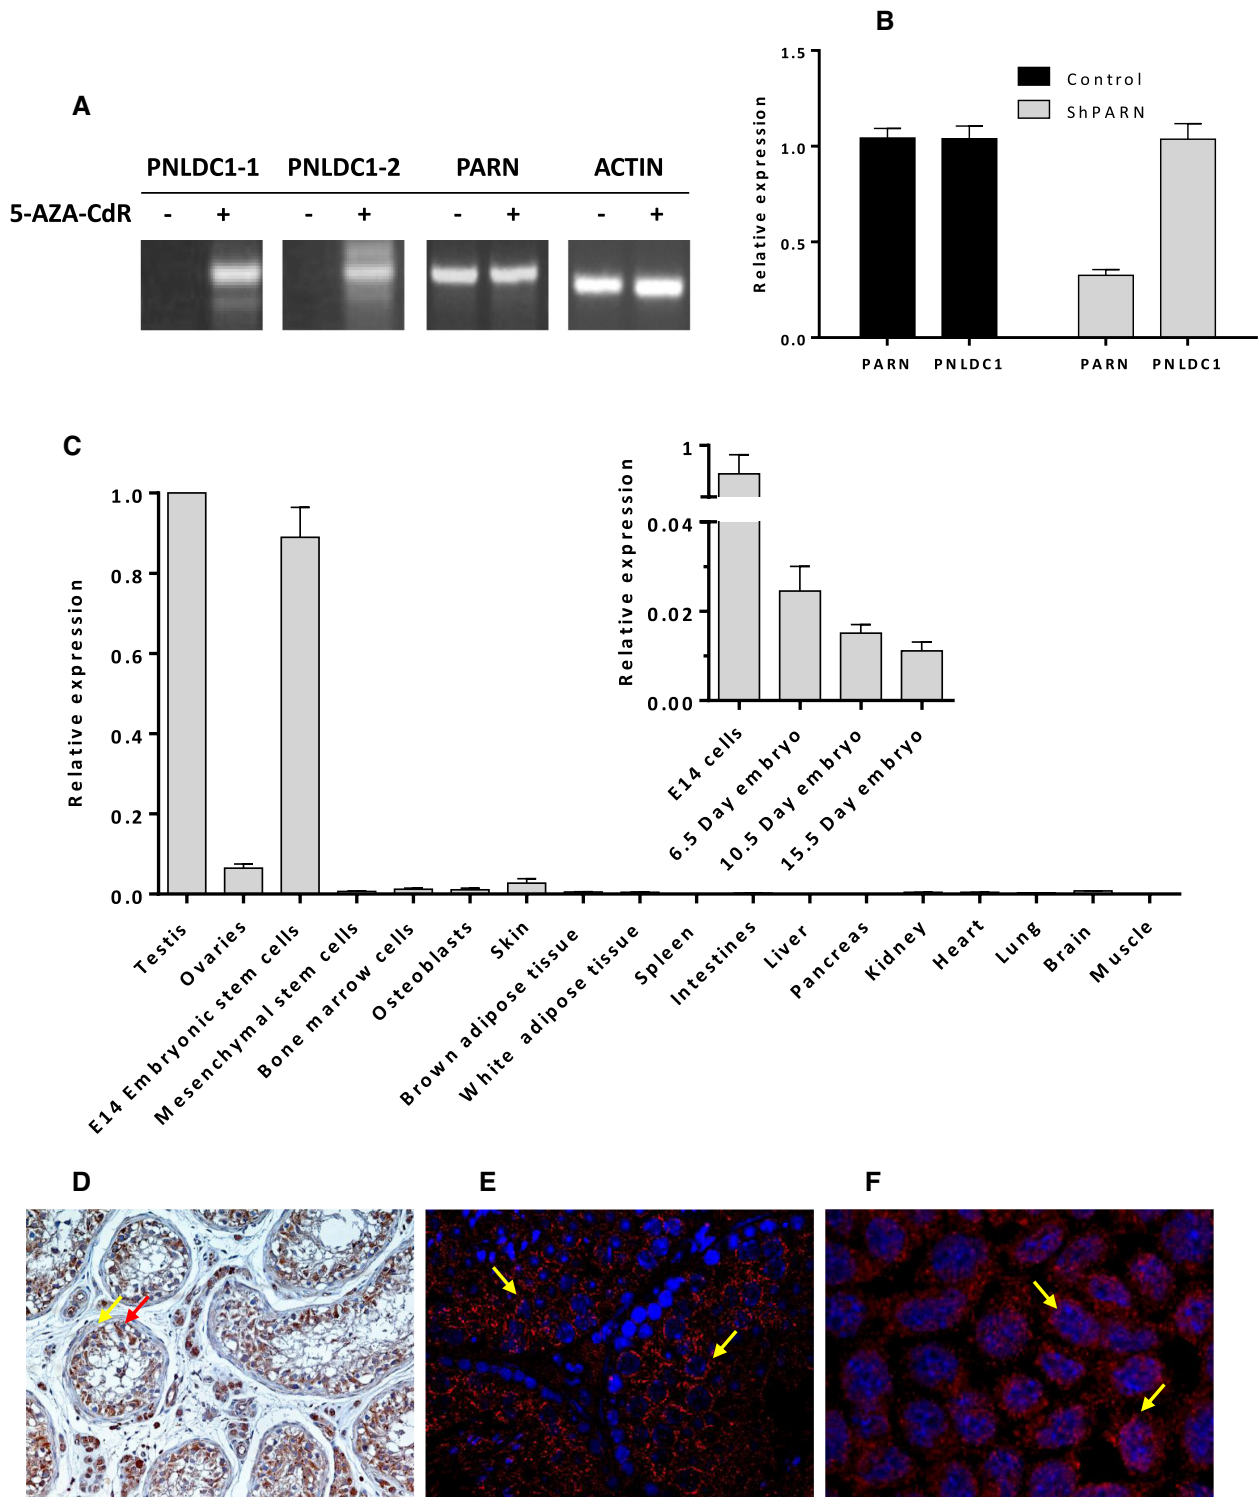 A
PNLDC1-1 PNLDC1-2 PARN ACTIN
5-AZA-CdR - + - + - + - +
B
Relative expression
1.5
1.0
0.5
0.0
Control
ShPARN
PARN PNLDC1 PARN PNLDC1
C
Relative expression
1.0
0.8
0.6
0.4
0.2
0.0
Testis
Ovaries
E14 Embryonic stem cells
Mesenchymal stem cells
Bone marrow cells
Osteoblasts
Skin
Brown adipose tissue
White adipose tissue
Spleen
Intestines
Liver
Pancreas
Kidney
Heart
Lung
Brain
Muscle
Relative expression
1
0.04
0.02
0.00
E14 cells
6.5 Day embryo
10.5 Day embryo
15.5 Day embryo
D
E
F